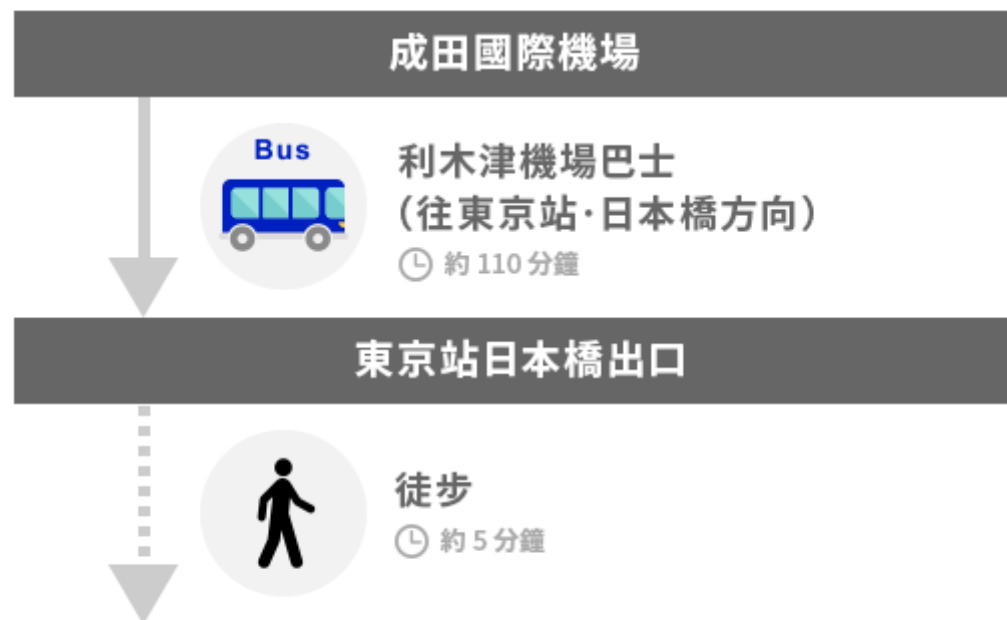 成田國際機場
Bus
利木津機場巴士
（往東京站·日本橋方向）
約 110 分鐘
東京站日本橋出口
徒步
約 5 分鐘